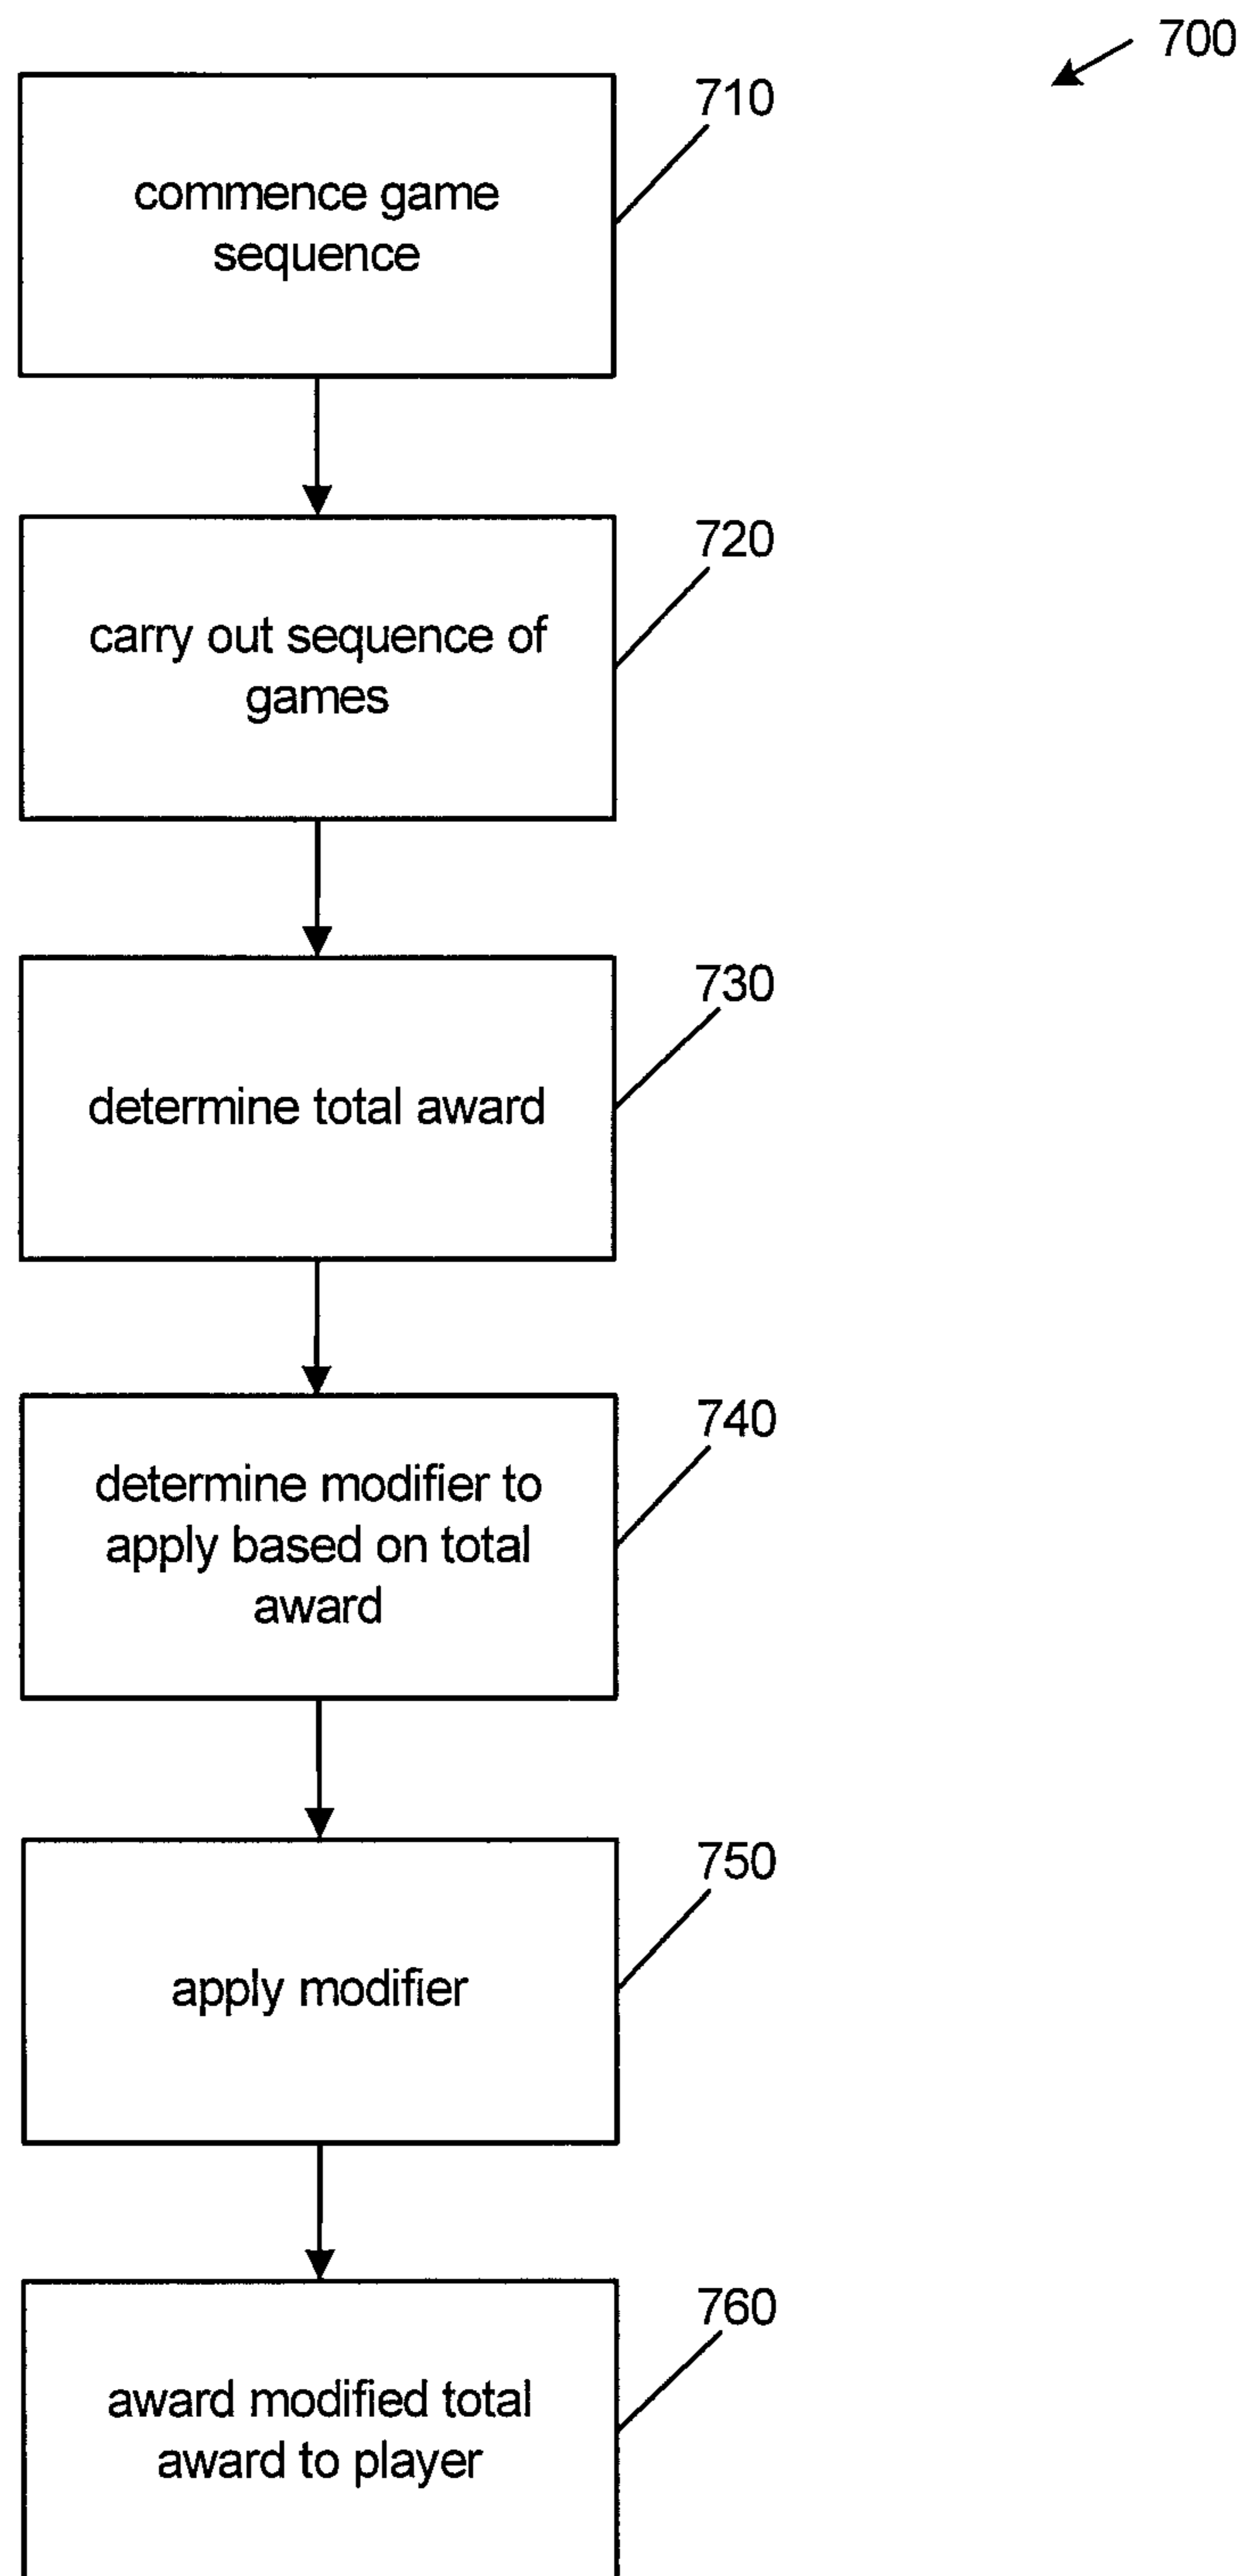 700
710
commence game
sequence
720
carry out sequence of
games
730
determine total award
740
determine modifier to
apply based on total
award
750
apply modifier
760
award modified total
award to player